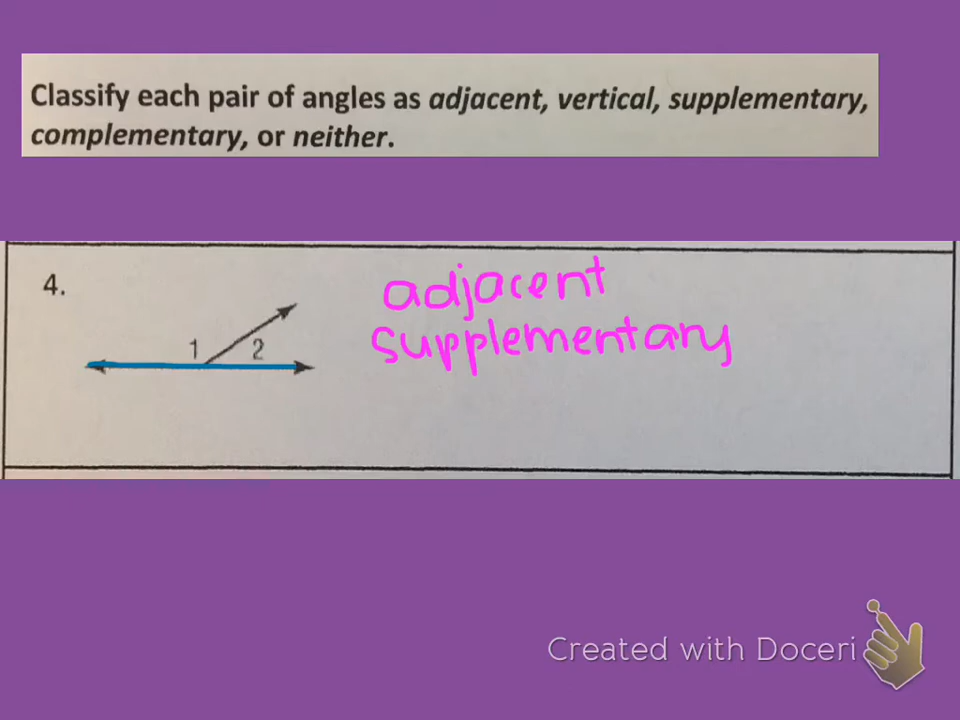 Classify each pair of angles as adjacent, vertical, supplementary,
complementary, or neither.
4.
adjacent
supplementary
1 2
Created with Doceri